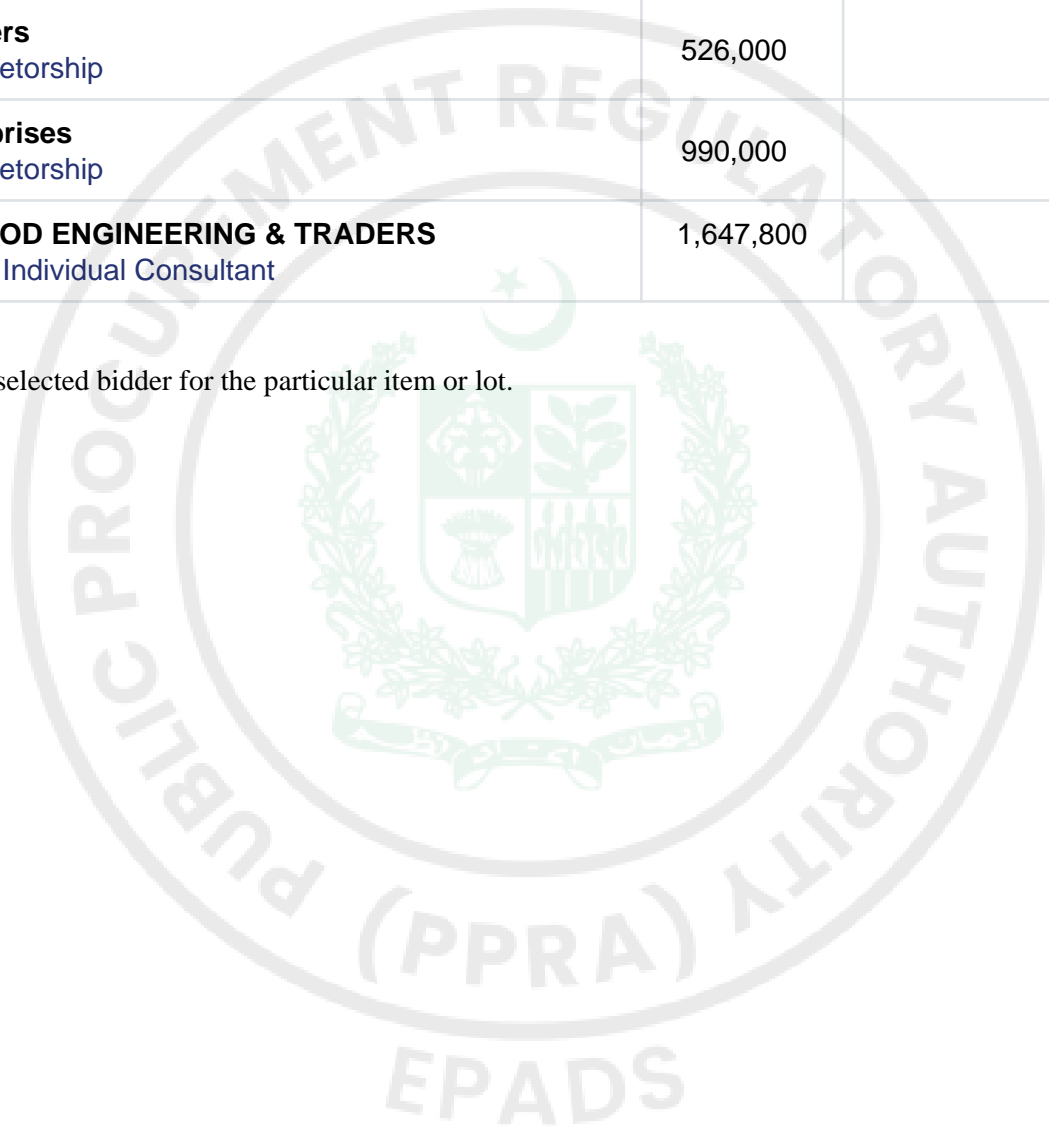 ers
etorship
526,000
prises
etorship
990,000
OD ENGINEERING & TRADERS
Individual Consultant
1,647,800
selected bidder for the particular item or lot.
PUBLIC PROCUREMENT REGULATORY AUTHORITY
(PPRA)
EPADS